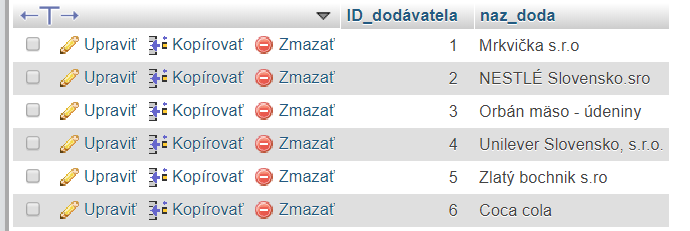 ID_dodávatela naz_doda
Upraviť Kopírovať Zmazať 1 Mrkvička s.r.o
Upraviť Kopírovať Zmazať 2 NESTLÉ Slovensko.sro
Upraviť Kopírovať Zmazať 3 Orbán mäso - údeniny
Upraviť Kopírovať Zmazať 4 Unilever Slovensko, s.r.o.
Upraviť Kopírovať Zmazať 5 Zlatý bochnik s.ro
Upraviť Kopírovať Zmazať 6 Coca cola